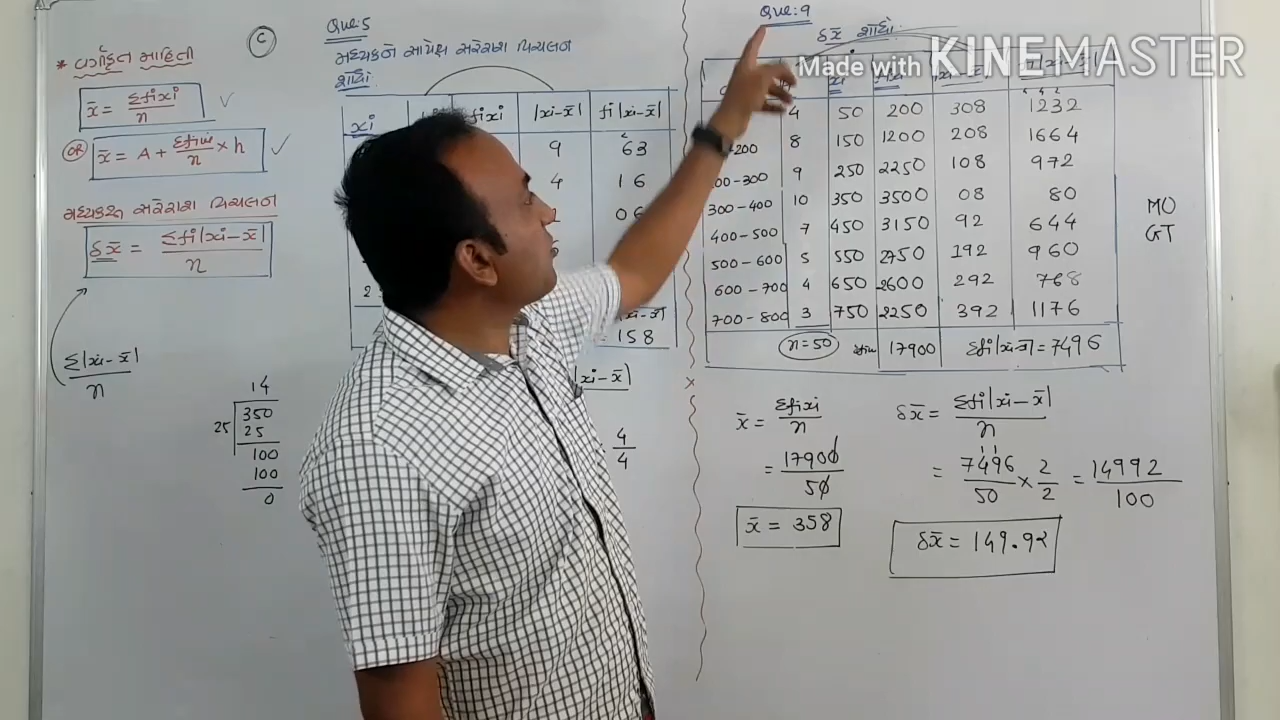 * વર્ગીકૃત માહિતી
x̄ = Σfixi / n ✓
OR x̄ = A + Σfiui / n × h ✓
મધ્યકસ્ત સરેરાશ વિચલન
δx̄ = Σfi|xi-x̄| / n
Σ|xi-x̄| / n
14
25 350
25
100
100
0
C
Que:5
મધ્યકને સાપેક્ષ સરેરાશ વિચલન
શોધો.
xi fixi |xi-x̄| fi|xi-x̄|
9 63
4 16
158
|xi-x̄|
4
4
Que:9
δx̄ શોધો.
Made With KINEMASTER
4 50 200 308 1232
-200 8 150 1200 208 1664
00-300 9 250 2250 108 972
300-400 10 350 3500 08 80
400-500 7 450 3150 92 644
500-600 5 550 2750 192 960
600-700 4 650 2600 292 768
700-800 3 750 2250 392 1176
n=50 17900 Σfi|xi-x̄|=7496
x̄ = Σfixi / n
= 17900 / 50
x̄ = 358
δx̄ = Σfi|xi-x̄| / n
= 7496 / 50 × 2 / 2 = 14992 / 100
δx̄ = 149.92
MO
GT